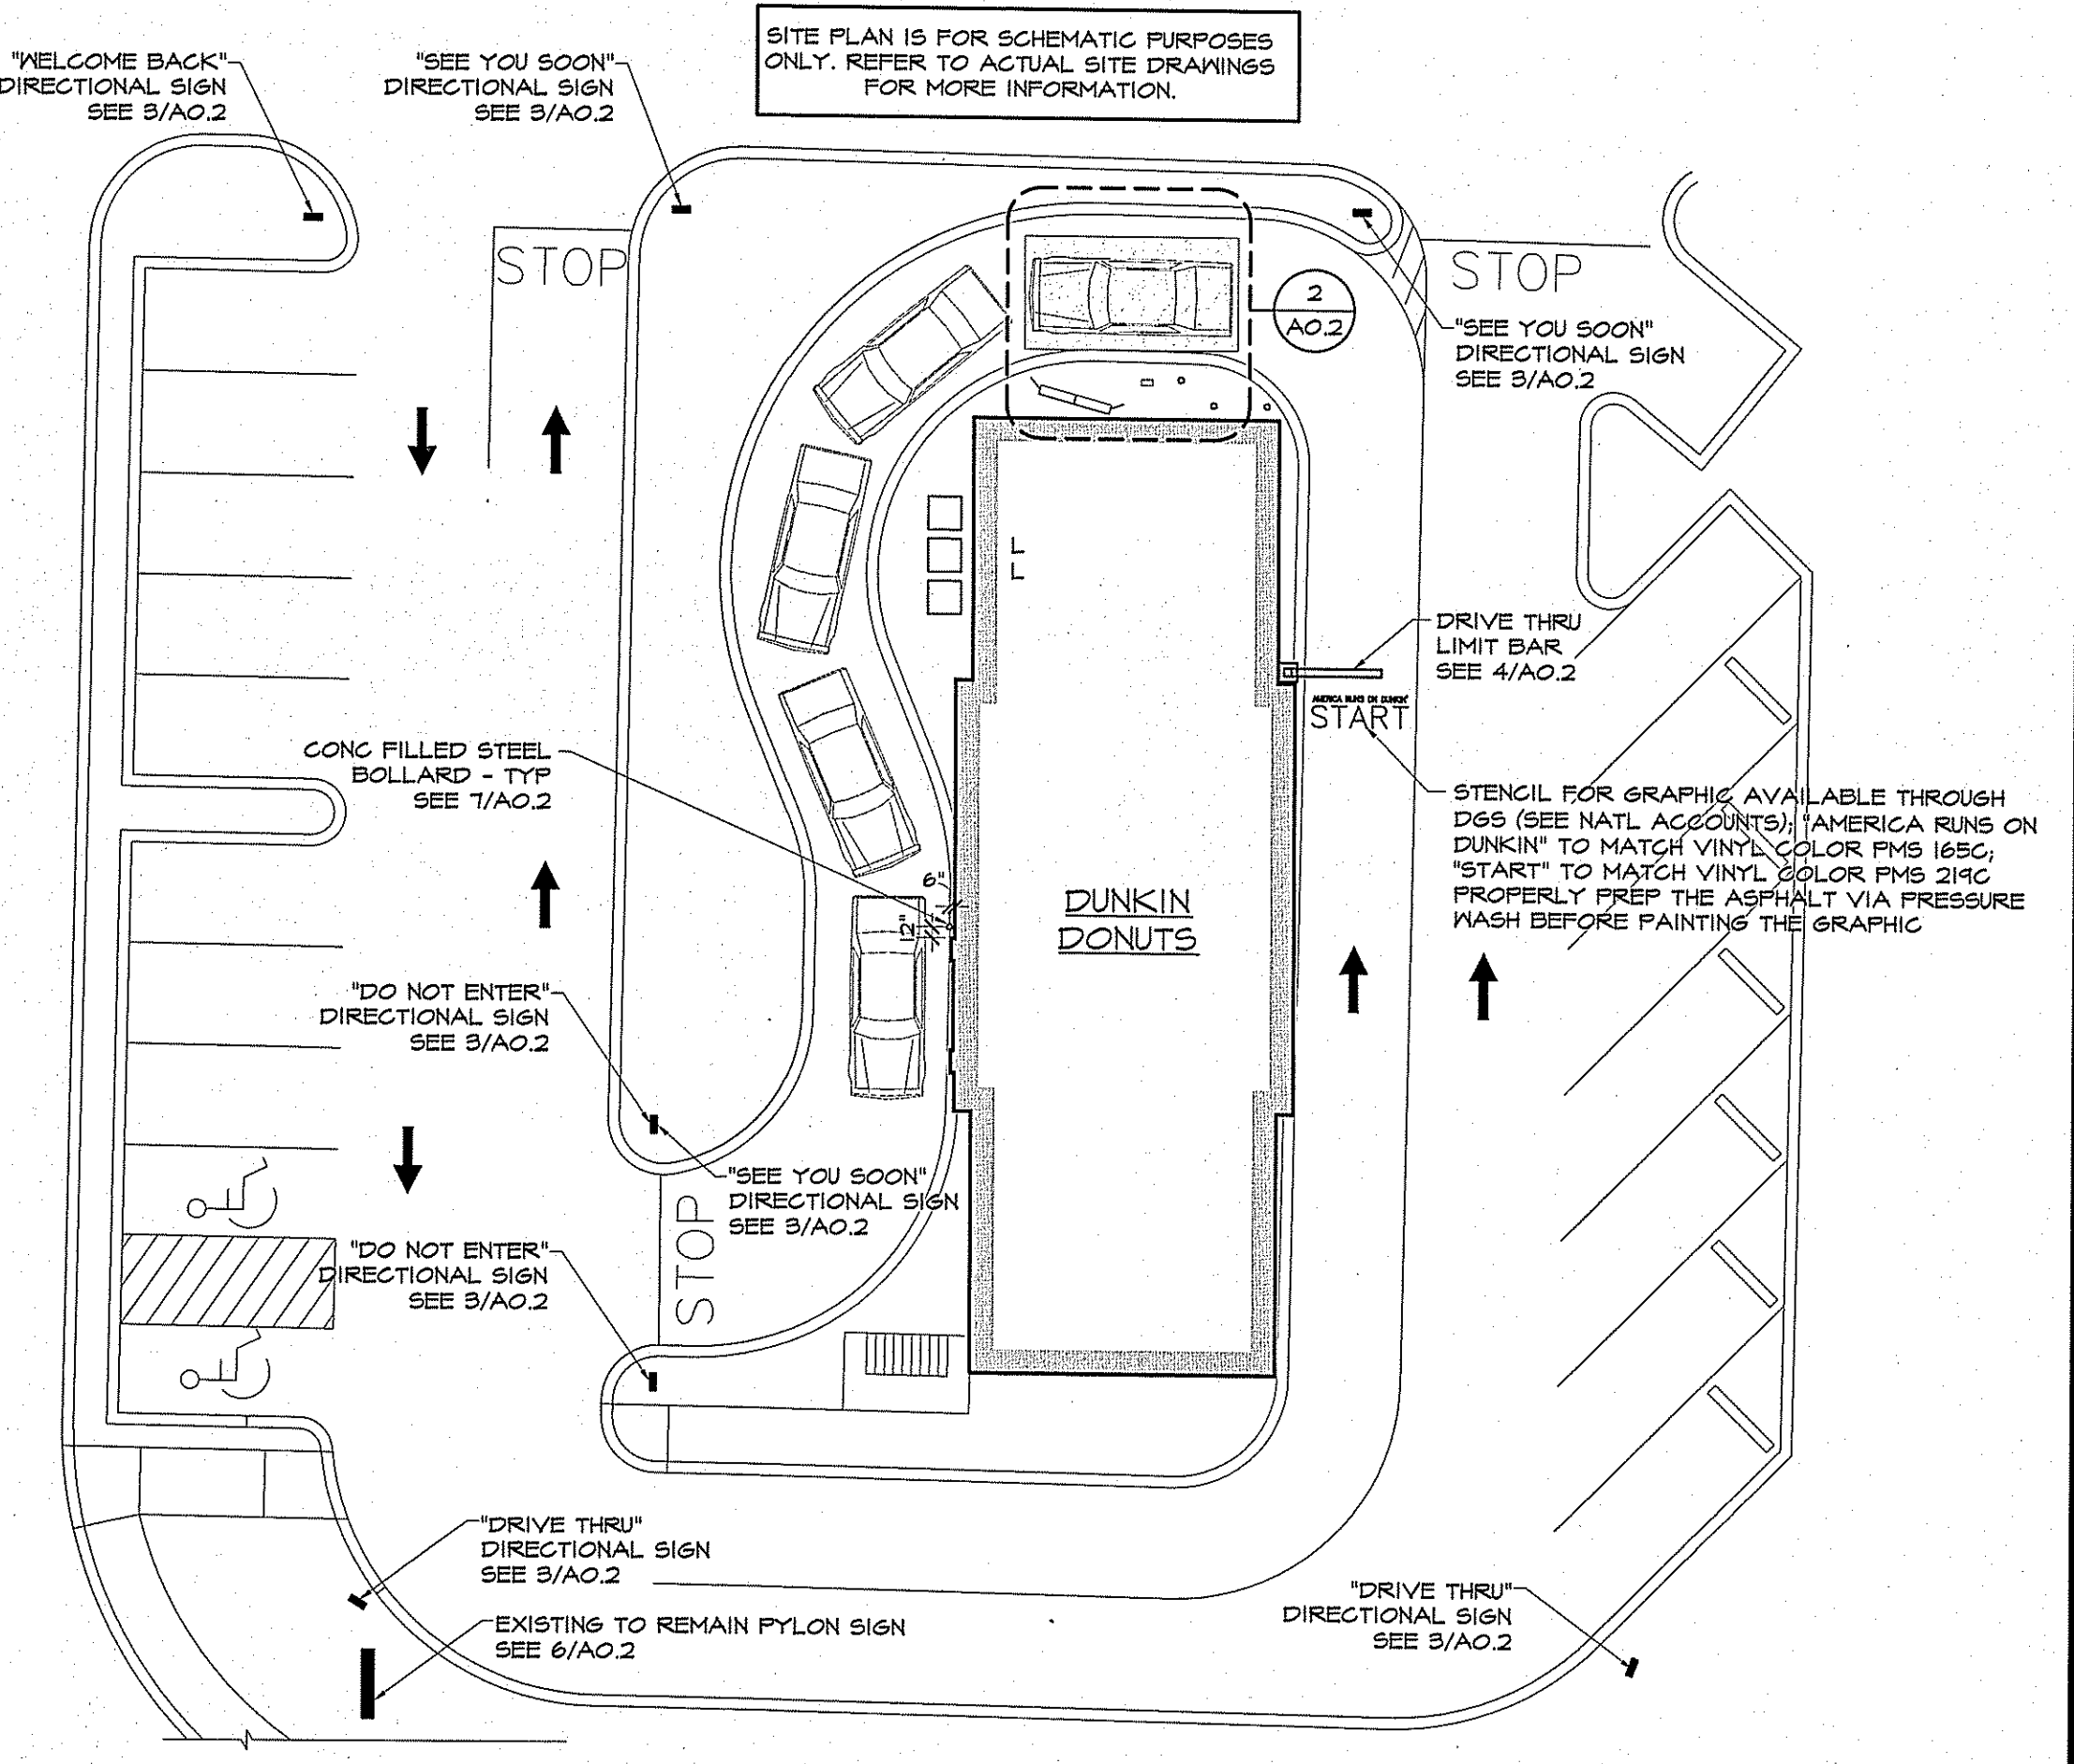 SITE PLAN IS FOR SCHEMATIC PURPOSES
ONLY. REFER TO ACTUAL SITE DRAWINGS
FOR MORE INFORMATION.
"WELCOME BACK"
DIRECTIONAL SIGN
SEE 3/A0.2
"SEE YOU SOON"
DIRECTIONAL SIGN
SEE 3/A0.2
STOP
STOP
2
A0.2
"SEE YOU SOON"
DIRECTIONAL SIGN
SEE 3/A0.2
DRIVE THRU
LIMIT BAR
SEE 4/A0.2
AMERICA RUNS ON DUNKIN'
START
CONC FILLED STEEL
BOLLARD - TYP
SEE 7/A0.2
STENCIL FOR GRAPHIC AVAILABLE THROUGH
DGS (SEE NATL ACCOUNTS); "AMERICA RUNS ON
DUNKIN" TO MATCH VINYL COLOR PMS 165C;
"START" TO MATCH VINYL COLOR PMS 219C
PROPERLY PREP THE ASPHALT VIA PRESSURE
WASH BEFORE PAINTING THE GRAPHIC
6"
12"
DUNKIN
DONUTS
"DO NOT ENTER"
DIRECTIONAL SIGN
SEE 3/A0.2
"SEE YOU SOON"
DIRECTIONAL SIGN
SEE 3/A0.2
STOP
"DO NOT ENTER"
DIRECTIONAL SIGN
SEE 3/A0.2
"DRIVE THRU"
DIRECTIONAL SIGN
SEE 3/A0.2
EXISTING TO REMAIN PYLON SIGN
SEE 6/A0.2
"DRIVE THRU"
DIRECTIONAL SIGN
SEE 3/A0.2